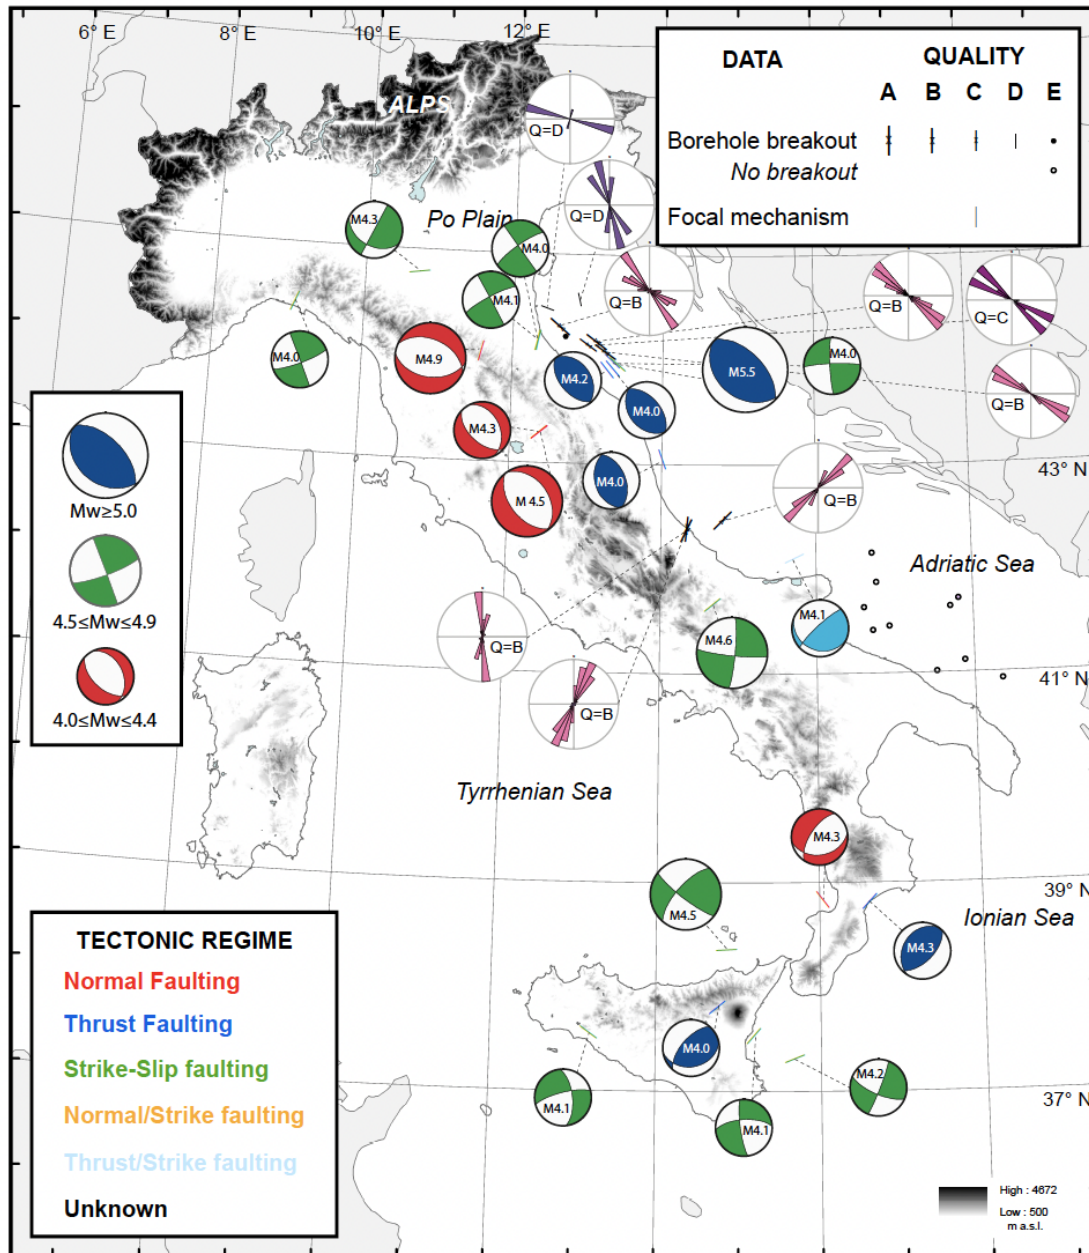 6° E 8° E 10° E 12° E
DATA QUALITY
A B C D E
Borehole breakout
No breakout
Focal mechanism
ALPS
Q=D
Q=D
Po Plain
M4.3
M4.0
M4.1
Q=B
Q=B
Q=C
M4.0
M4.9
M4.2
M5.5
M4.0
M4.0
Q=B
M4.3
M4.5
M4.0
43° N
Q=B
Mw≥5.0
4.5≤Mw≤4.9
4.0≤Mw≤4.4
Adriatic Sea
M4.1
M4.6
Q=B
Q=B
41° N
Tyrrhenian Sea
M4.3
39° N
M4.5
Ionian Sea
M4.3
TECTONIC REGIME
Normal Faulting
Thrust Faulting
Strike-Slip faulting
Normal/Strike faulting
Thrust/Strike faulting
Unknown
M4.0
M4.2
M4.1
M4.1
37° N
High : 4672
Low : 500
m a.s.l.